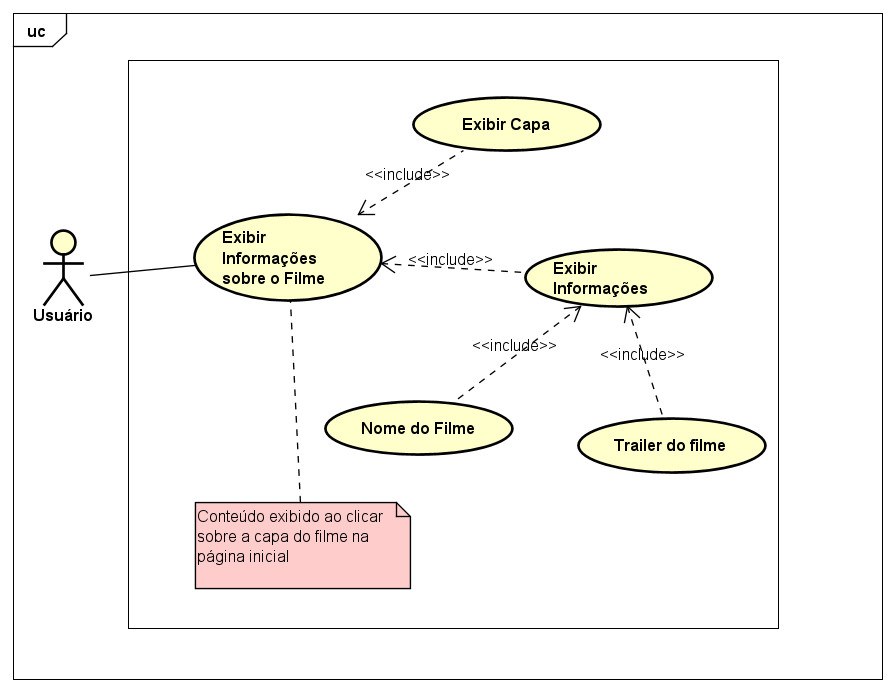 uc
Exibir Capa
<<include>>
Exibir
Informações
sobre o Filme
<<include>>
Exibir
Informações
Usuário
<<include>>
<<include>>
Nome do Filme
Trailer do filme
Conteúdo exibido ao clicar
sobre a capa do filme na
página inicial